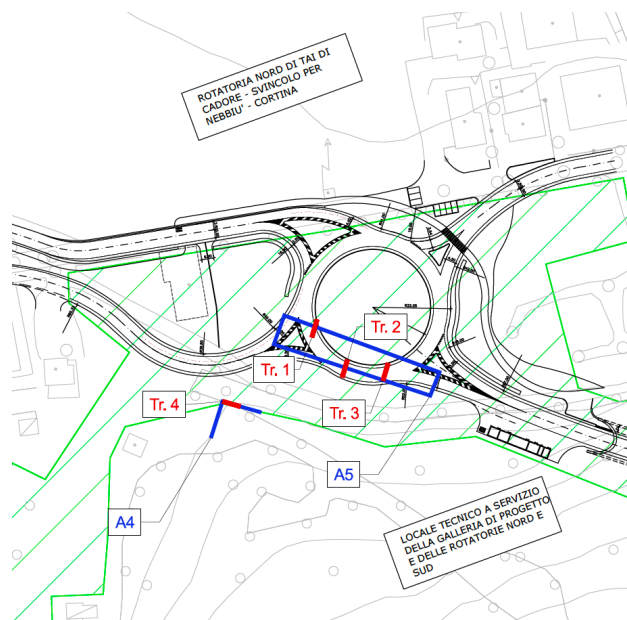 ROTATORIA NORD DI TAI DI
CADORE - SVINCOLO PER
NEBBIU' - CORTINA
Tr. 2
Tr. 1
Tr. 4
Tr. 3
A5
A4
LOCALE TECNICO A SERVIZIO
DELLA GALLERIA DI PROGETTO
E DELLE ROTATORIE NORD E
SUD